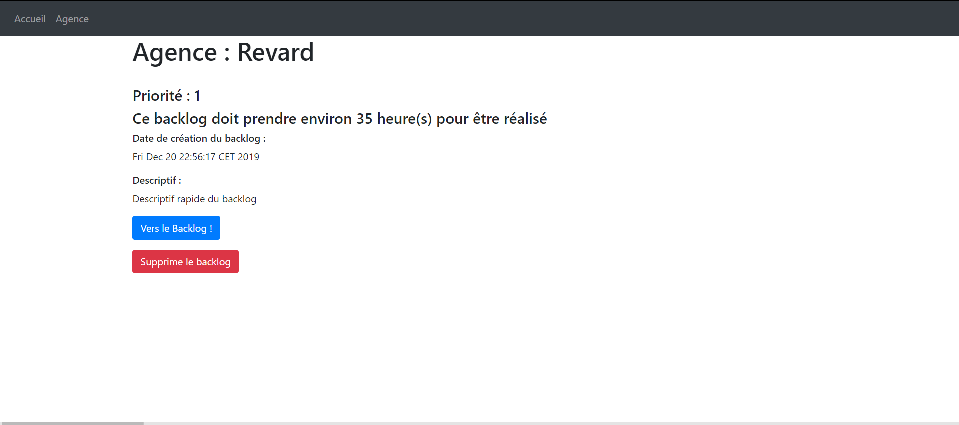 Accueil Agence
Agence : Revard
Priorité : 1
Ce backlog doit prendre environ 35 heure(s) pour être réalisé
Date de création du backlog :
Fri Dec 20 22:56:17 CET 2019
Descriptif :
Descriptif rapide du backlog
Vers le Backlog !
Supprime le backlog